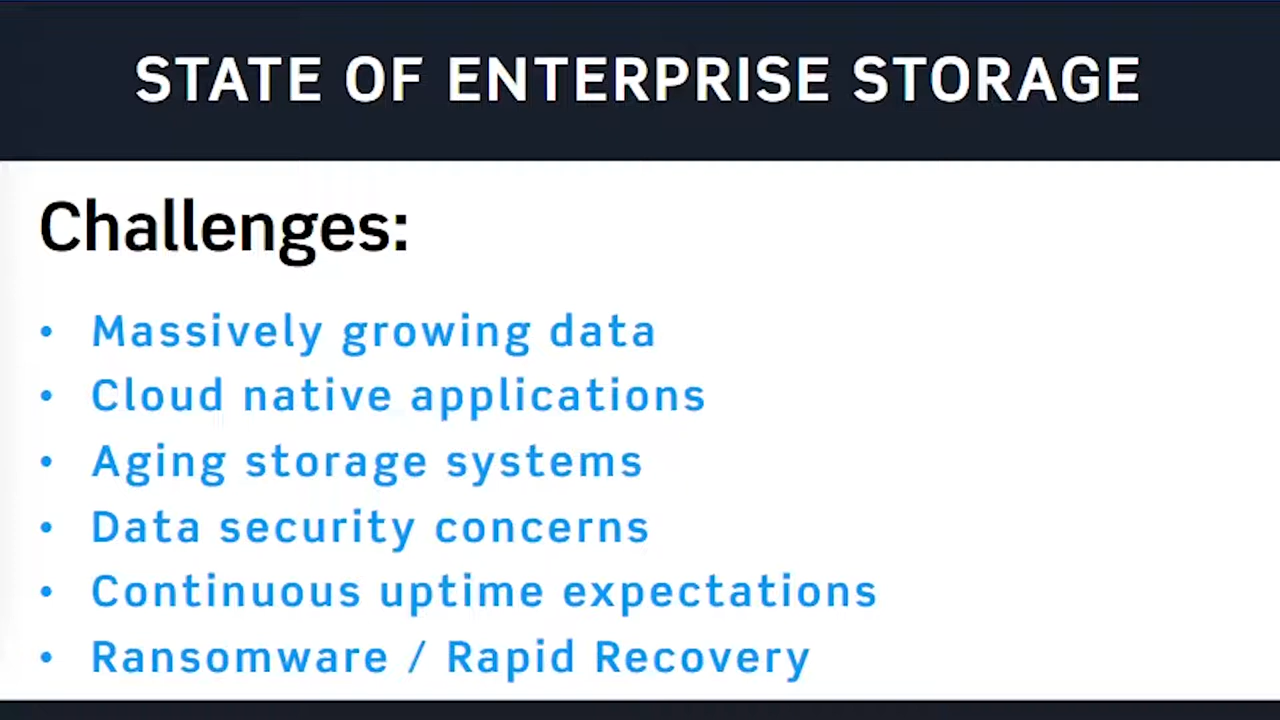 STATE OF ENTERPRISE STORAGE
Challenges:
• Massively growing data
• Cloud native applications
• Aging storage systems
• Data security concerns
• Continuous uptime expectations
• Ransomware / Rapid Recovery